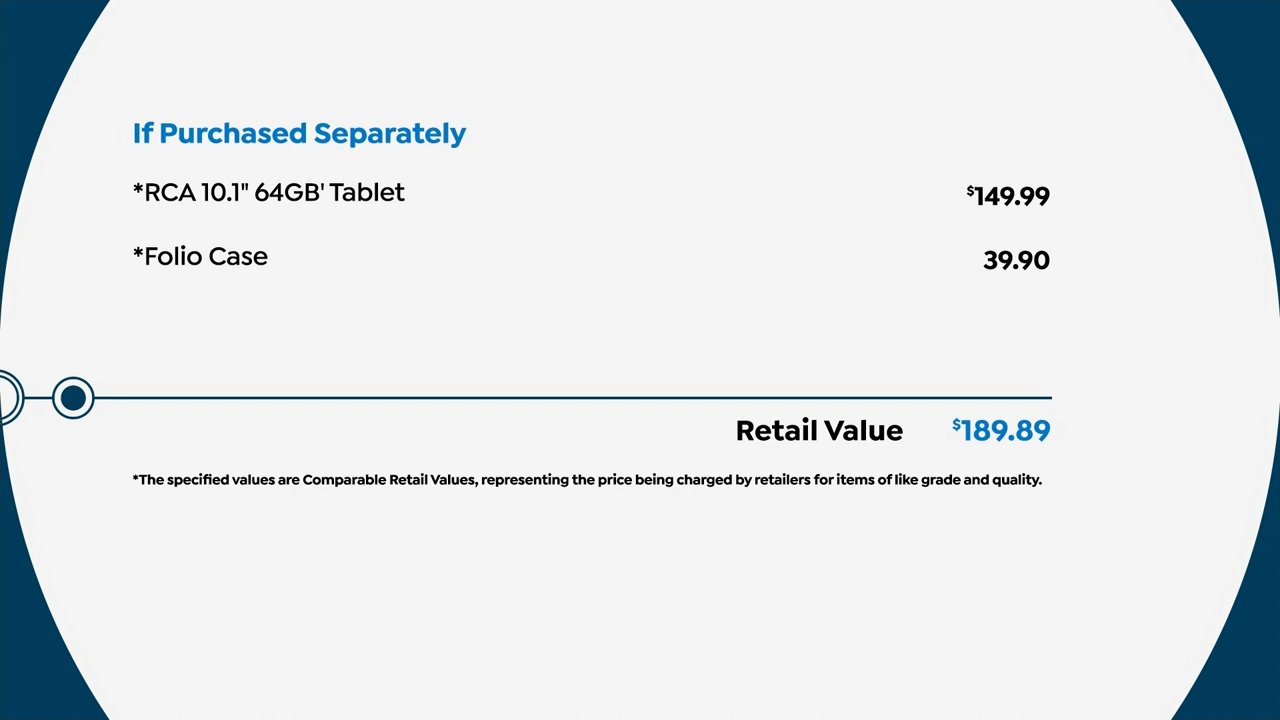 If Purchased Separately
*RCA 10.1" 64GB' Tablet $149.99
*Folio Case 39.90
Retail Value $189.89
*The specified values are Comparable Retail Values, representing the price being charged by retailers for items of like grade and quality.